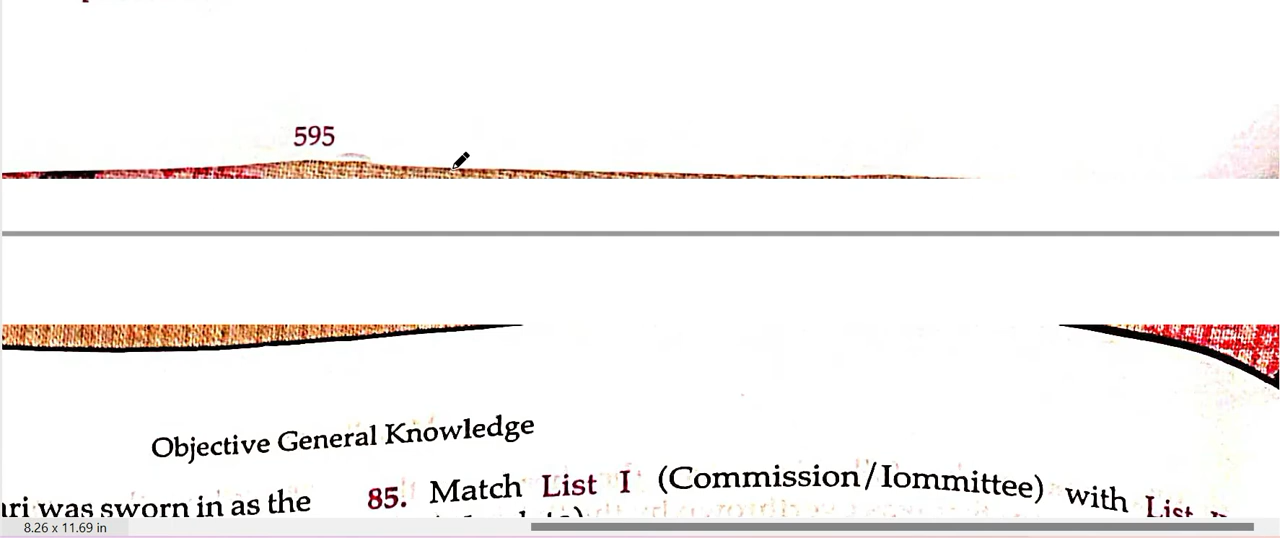 595
Objective General Knowledge
was sworn in as the
85. Match List I (Commission/Iommittee) with List
8.26 x 11.69 in